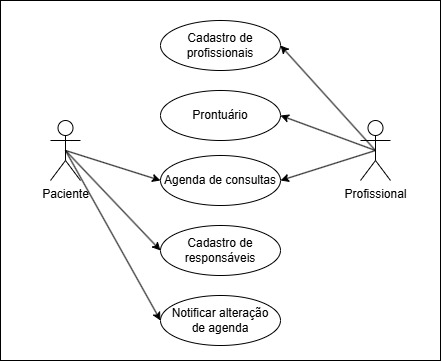 Cadastro de
profissionais
Prontuário
Agenda de consultas
Paciente
Profissional
Cadastro de
responsáveis
Notificar alteração
de agenda